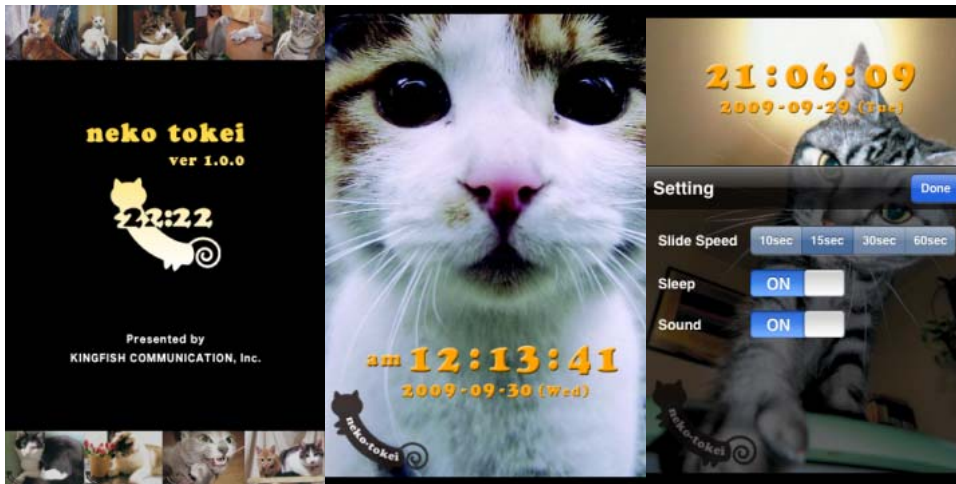 neko tokei
ver 1.0.0
22:22
Presented by
KINGFISH COMMUNICATION, Inc.
am 12:13:41
2009-09-30 (Wed)
neko-tokei
21:06:09
2009-09-29 (Tue)
Setting
Done
Slide Speed 10sec 15sec 30sec 60sec
Sleep ON
Sound ON
neko-tokei